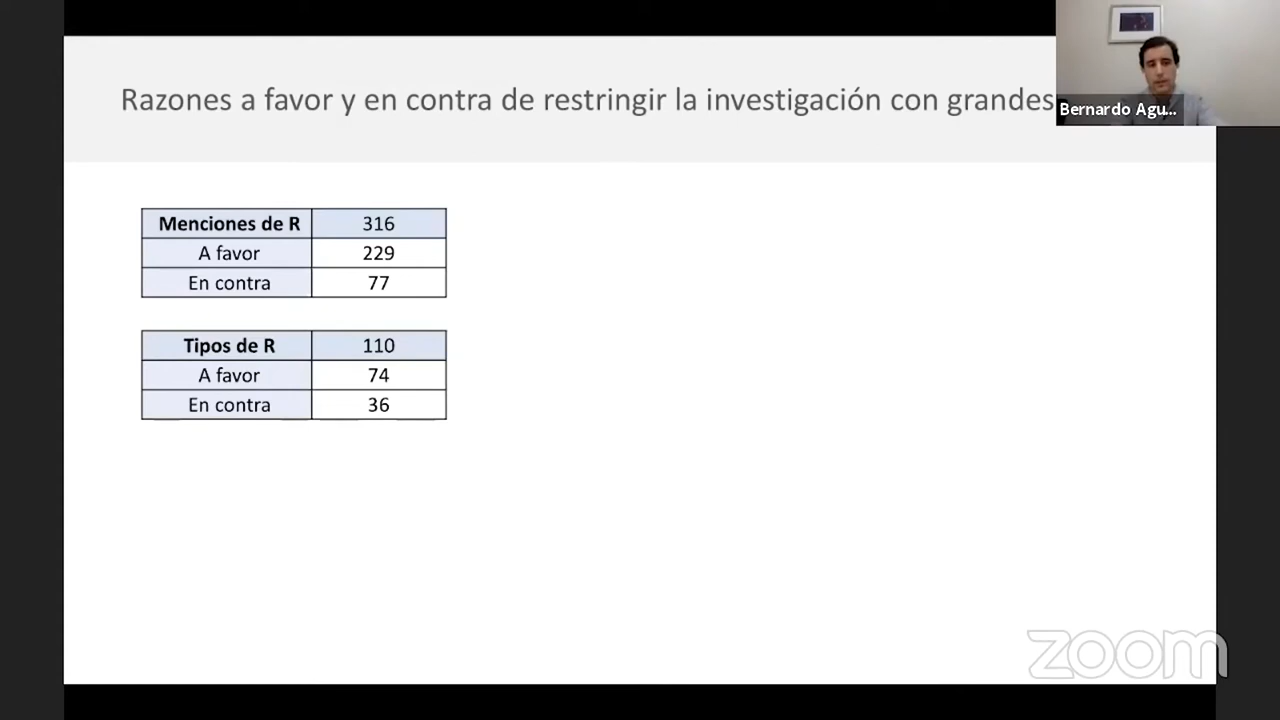 Razones a favor y en contra de restringir la investigación con grandes
Bernardo Agu...
Menciones de R 316
A favor 229
En contra 77
Tipos de R 110
A favor 74
En contra 36
zoom